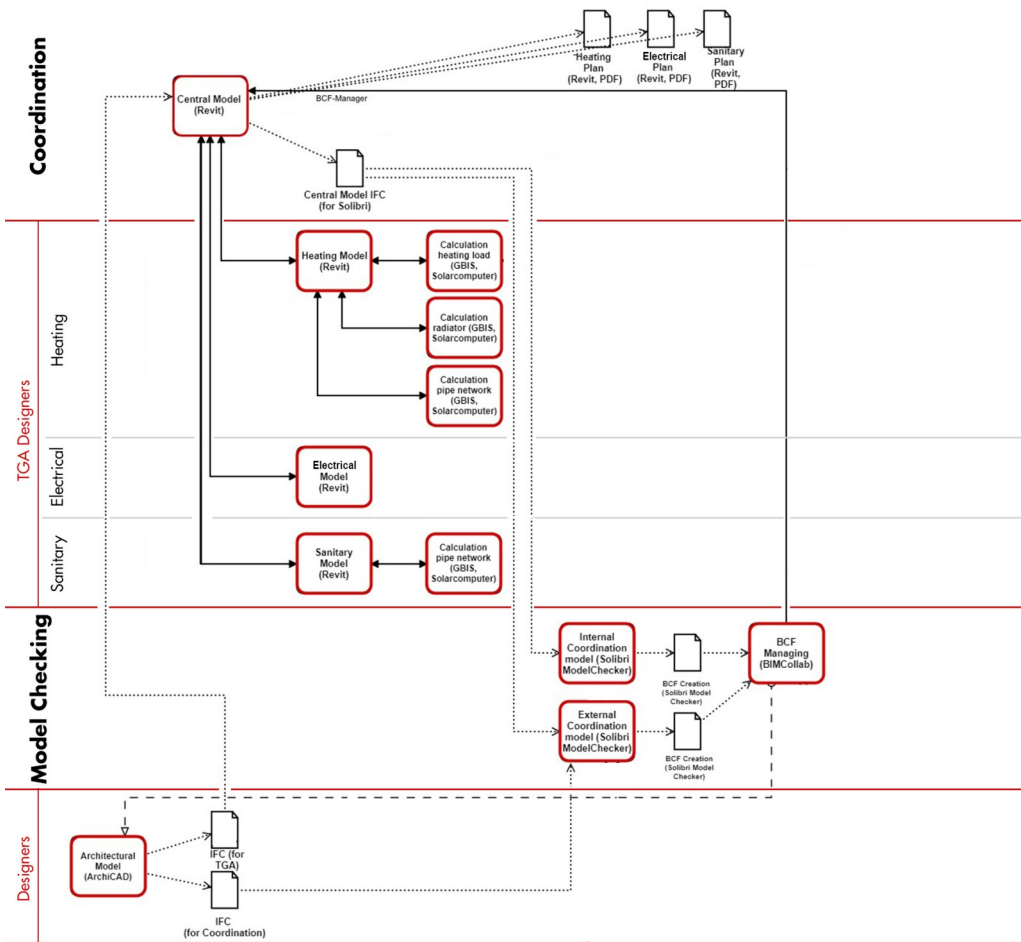 Coordination
Heating
Plan
(Revit, PDF)
Electrical
Plan
(Revit, PDF)
Sanitary
Plan
(Revit,
PDF)
Central Model
(Revit)
BCF-Manager
Central Model IFC
(for Solibri)
TGA Designers
Heating
Heating Model
(Revit)
Calculation
heating load
(GBIS,
Solarcomputer)
Calculation
radiator (GBIS,
Solarcomputer)
Calculation
pipe network
(GBIS,
Solarcomputer)
Electrical
Electrical
Model
(Revit)
Sanitary
Sanitary
Model
(Revit)
Calculation
pipe network
(GBIS,
Solarcomputer)
Model Checking
Internal
Coordination
model (Solibri
ModelChecker)
BCF Creation
(Solibri Model
Checker)
BCF
Managing
(BIMCollab)
External
Coordination
model (Solibri
ModelChecker)
BCF Creation
(Solibri Model
Checker)
Designers
Architectural
Model
(ArchiCAD)
IFC (for
TGA)
IFC
(for Coordination)